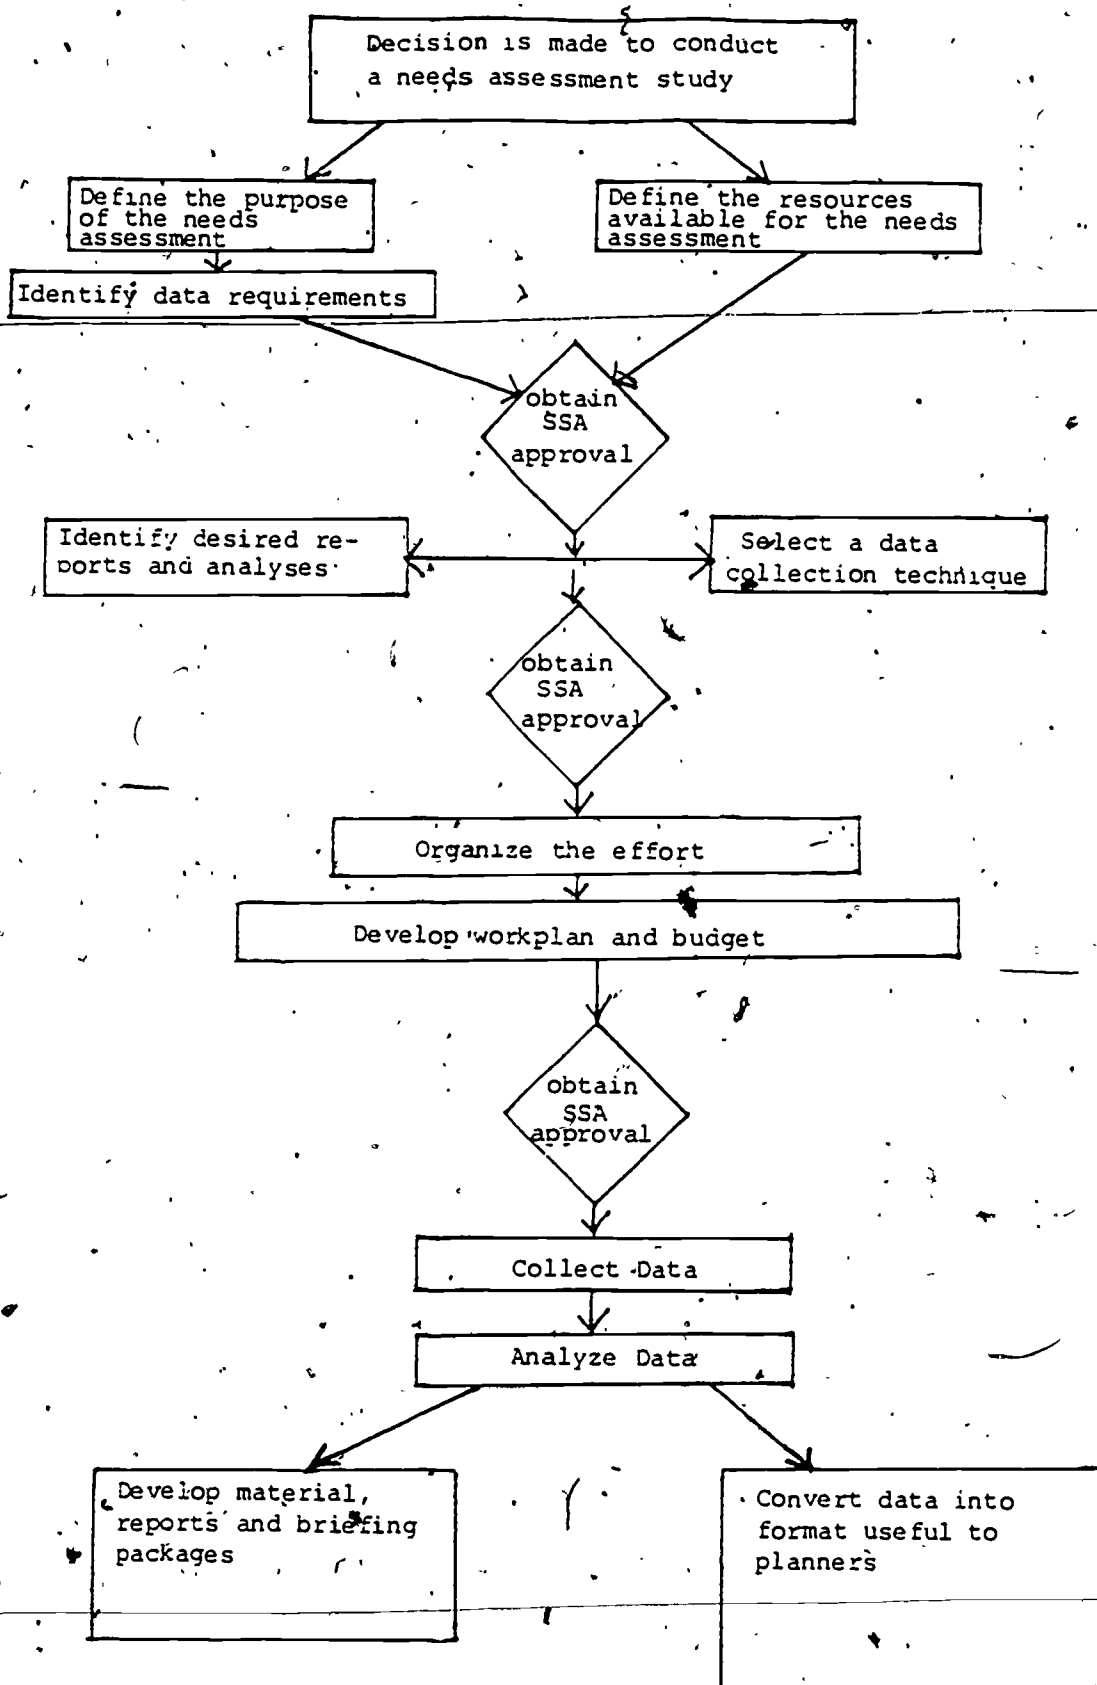 Decision is made to conduct
a needs assessment study
Define the purpose
of the needs
assessment
Define the resources
available for the needs
assessment
Identify data requirements
obtain
SSA
approval
Identify desired re-
ports and analyses
Select a data
collection technique
obtain
SSA
approval
Organize the effort
Develop workplan and budget
obtain
SSA
approval
Collect Data
Analyze Data
Develop material,
reports and briefing
packages
Convert data into
format useful to
planners